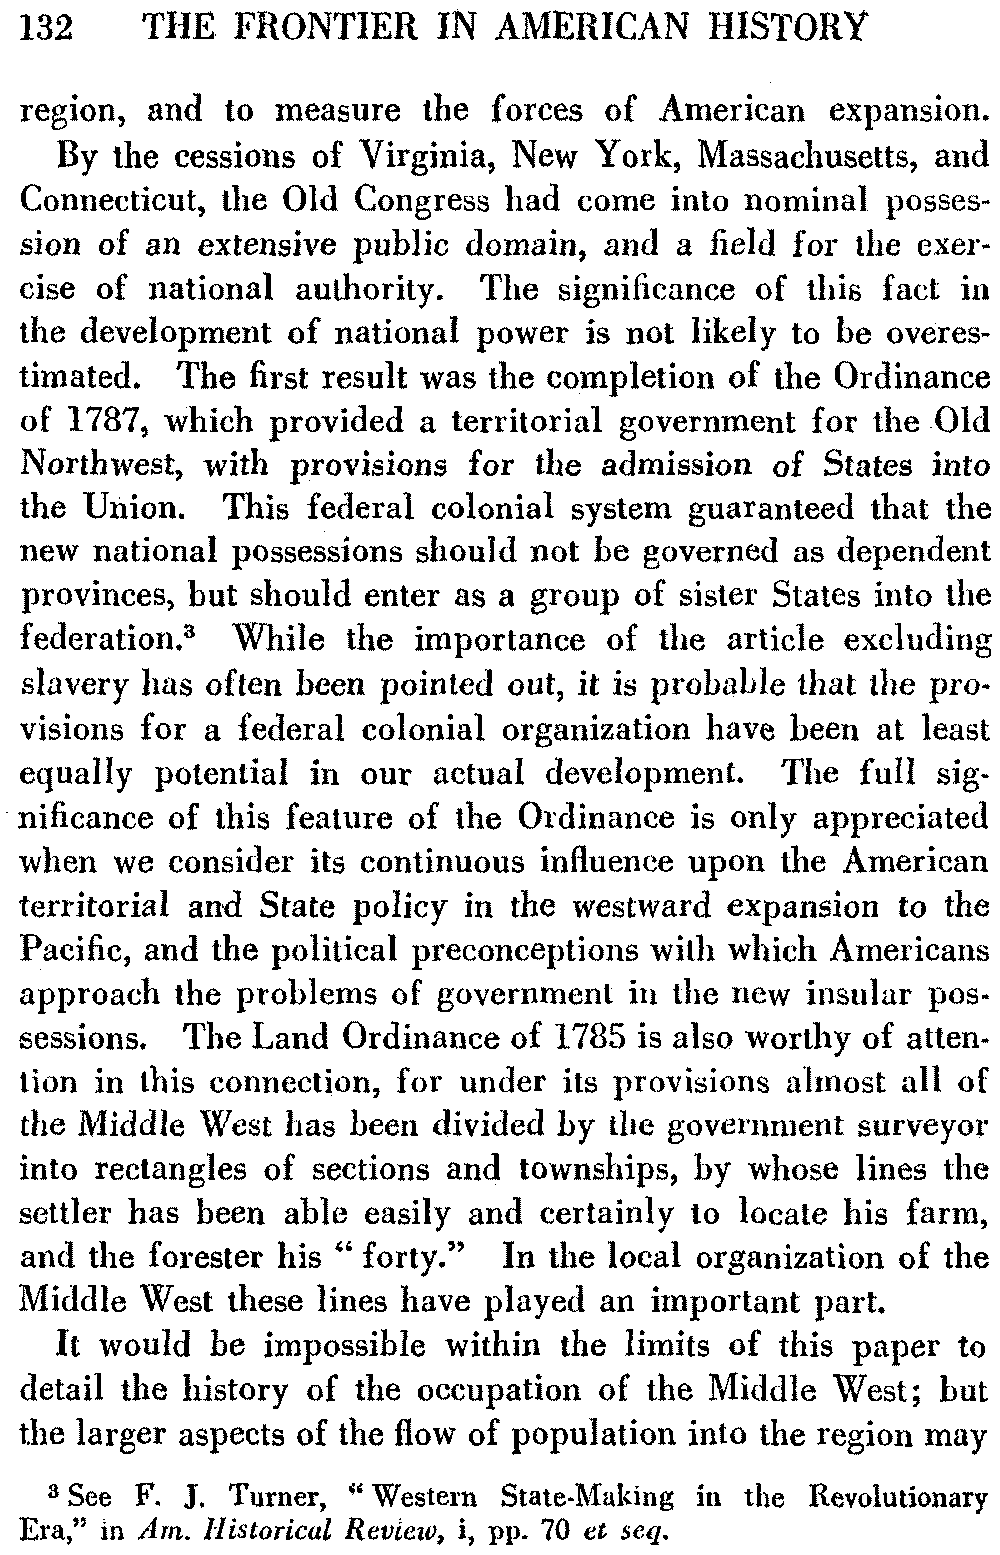 132 THE FRONTIER IN AMERICAN HISTORY
region, and to measure the forces of American expansion.
By the cessions of Virginia, New York, Massachusetts, and
Connecticut, the Old Congress had come into nominal posses-
sion of an extensive public domain, and a field for the exer-
cise of national authority. The significance of this fact in
the development of national power is not likely to be overes-
timated. The first result was the completion of the Ordinance
of 1787, which provided a territorial government for the Old
Northwest, with provisions for the admission of States into
the Union. This federal colonial system guaranteed that the
new national possessions should not be governed as dependent
provinces, but should enter as a group of sister States into the
federation.³ While the importance of the article excluding
slavery has often been pointed out, it is probable that the pro-
visions for a federal colonial organization have been at least
equally potential in our actual development. The full sig-
nificance of this feature of the Ordinance is only appreciated
when we consider its continuous influence upon the American
territorial and State policy in the westward expansion to the
Pacific, and the political preconceptions with which Americans
approach the problems of government in the new insular pos-
sessions. The Land Ordinance of 1785 is also worthy of atten-
tion in this connection, for under its provisions almost all of
the Middle West has been divided by the government surveyor
into rectangles of sections and townships, by whose lines the
settler has been able easily and certainly to locate his farm,
and the forester his " forty." In the local organization of the
Middle West these lines have played an important part.
It would be impossible within the limits of this paper to
detail the history of the occupation of the Middle West; but
the larger aspects of the flow of population into the region may
³ See F. J. Turner, " Western State-Making in the Revolutionary
Era," in Am. Historical Review, i, pp. 70 et seq.